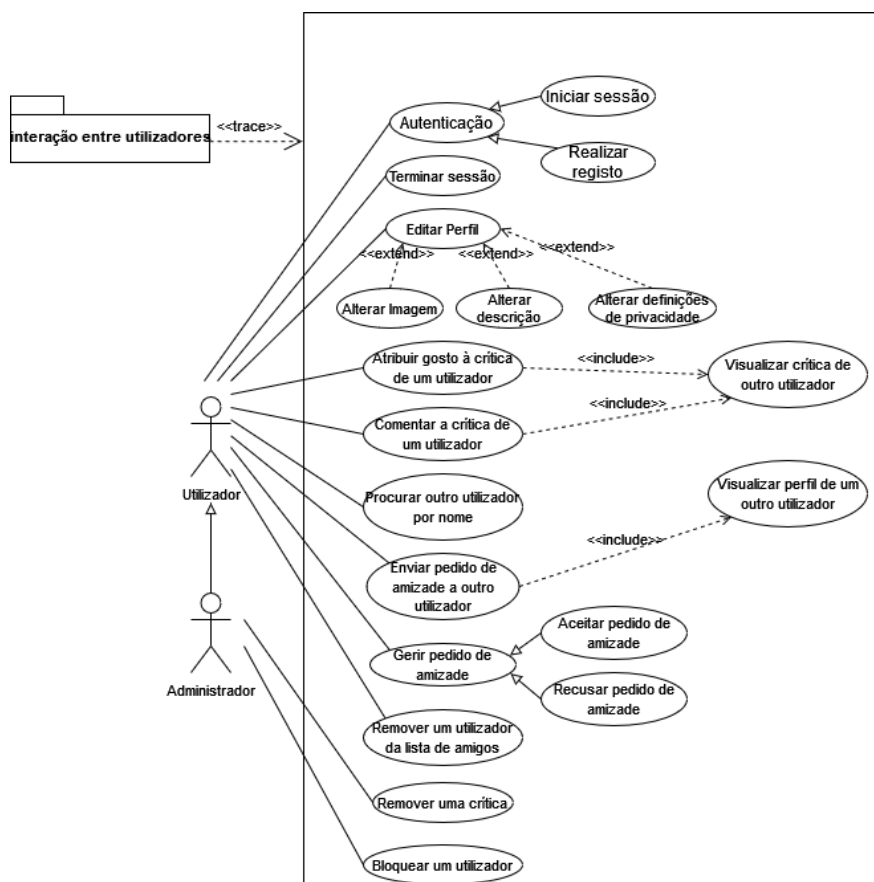 interação entre utilizadores
<<trace>>
Iniciar sessão
Autenticação
Realizar
registo
Terminar sessão
Editar Perfil
<<extend>>
<<extend>>
<<extend>>
Alterar Imagem
Alterar
descrição
Alterar definições
de privacidade
Atribuir gosto à crítica
de um utilizador
<<include>>
Visualizar crítica de
outro utilizador
<<include>>
Comentar a crítica de
um utilizador
Utilizador
Procurar outro utilizador
por nome
Visualizar perfil de um
outro utilizador
<<include>>
Enviar pedido de
amizade a outro
utilizador
Aceitar pedido de
amizade
Gerir pedido de
amizade
Recusar pedido de
amizade
Administrador
Remover um utilizador
da lista de amigos
Remover uma crítica
Bloquear um utilizador